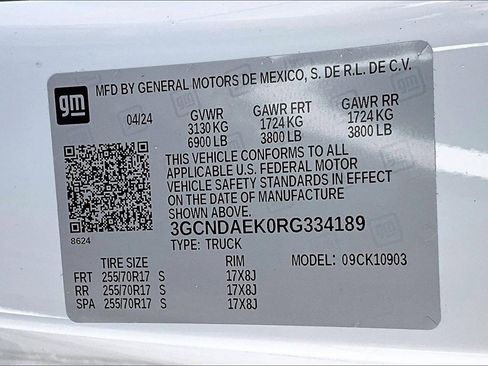 gm
MFD BY GENERAL MOTORS DE MEXICO, S. DE R.L. DE C.V.
04/24 GVWR GAWR FRT GAWR RR
3130 KG 1724 KG 1724 KG
6900 LB 3800 LB 3800 LB
THIS VEHICLE CONFORMS TO ALL
APPLICABLE U.S. FEDERAL MOTOR
VEHICLE SAFETY STANDARDS IN EFFECT
ON THE DATE OF MANUFACTURE
SHOWN ABOVE.
8624
3GCNDAEK0RG334189
TYPE: TRUCK
TIRE SIZE RIM MODEL: 09CK10903
FRT 255/70R17 S 17X8J
RR 255/70R17 S 17X8J
SPA 255/70R17 S 17X8J